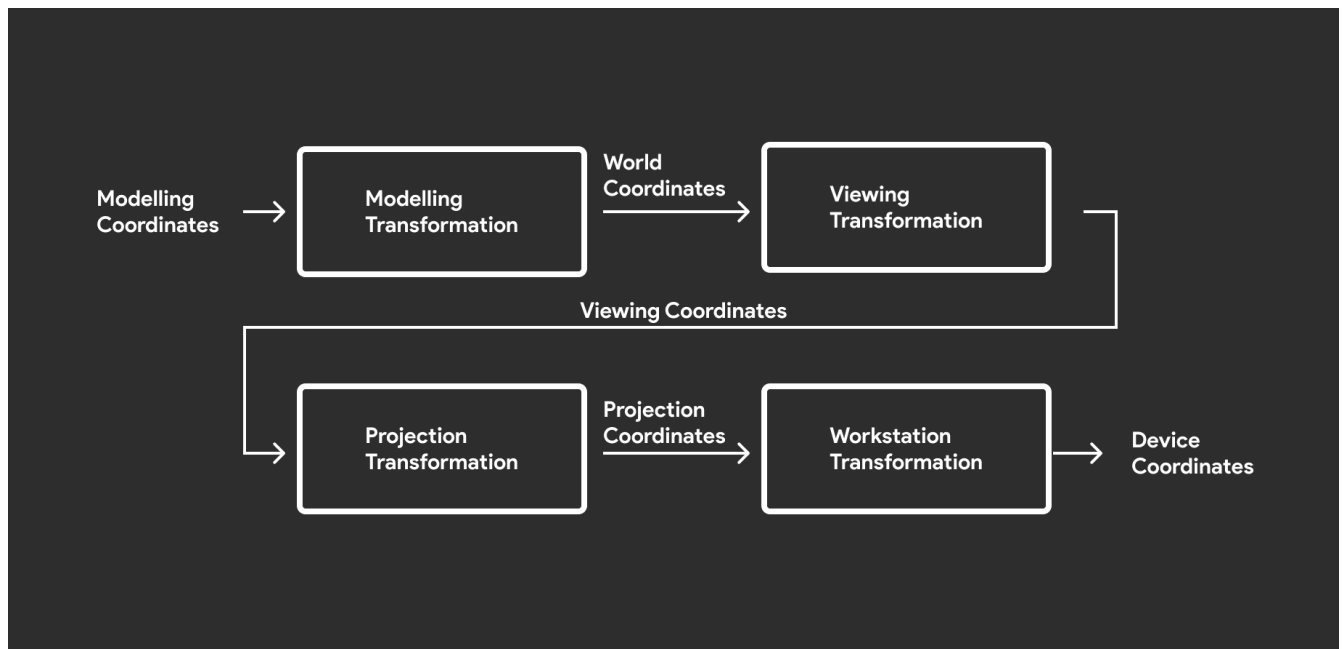 Modelling
Coordinates
Modelling
Transformation
World
Coordinates
Viewing
Transformation
Viewing Coordinates
Projection
Transformation
Projection
Coordinates
Workstation
Transformation
Device
Coordinates